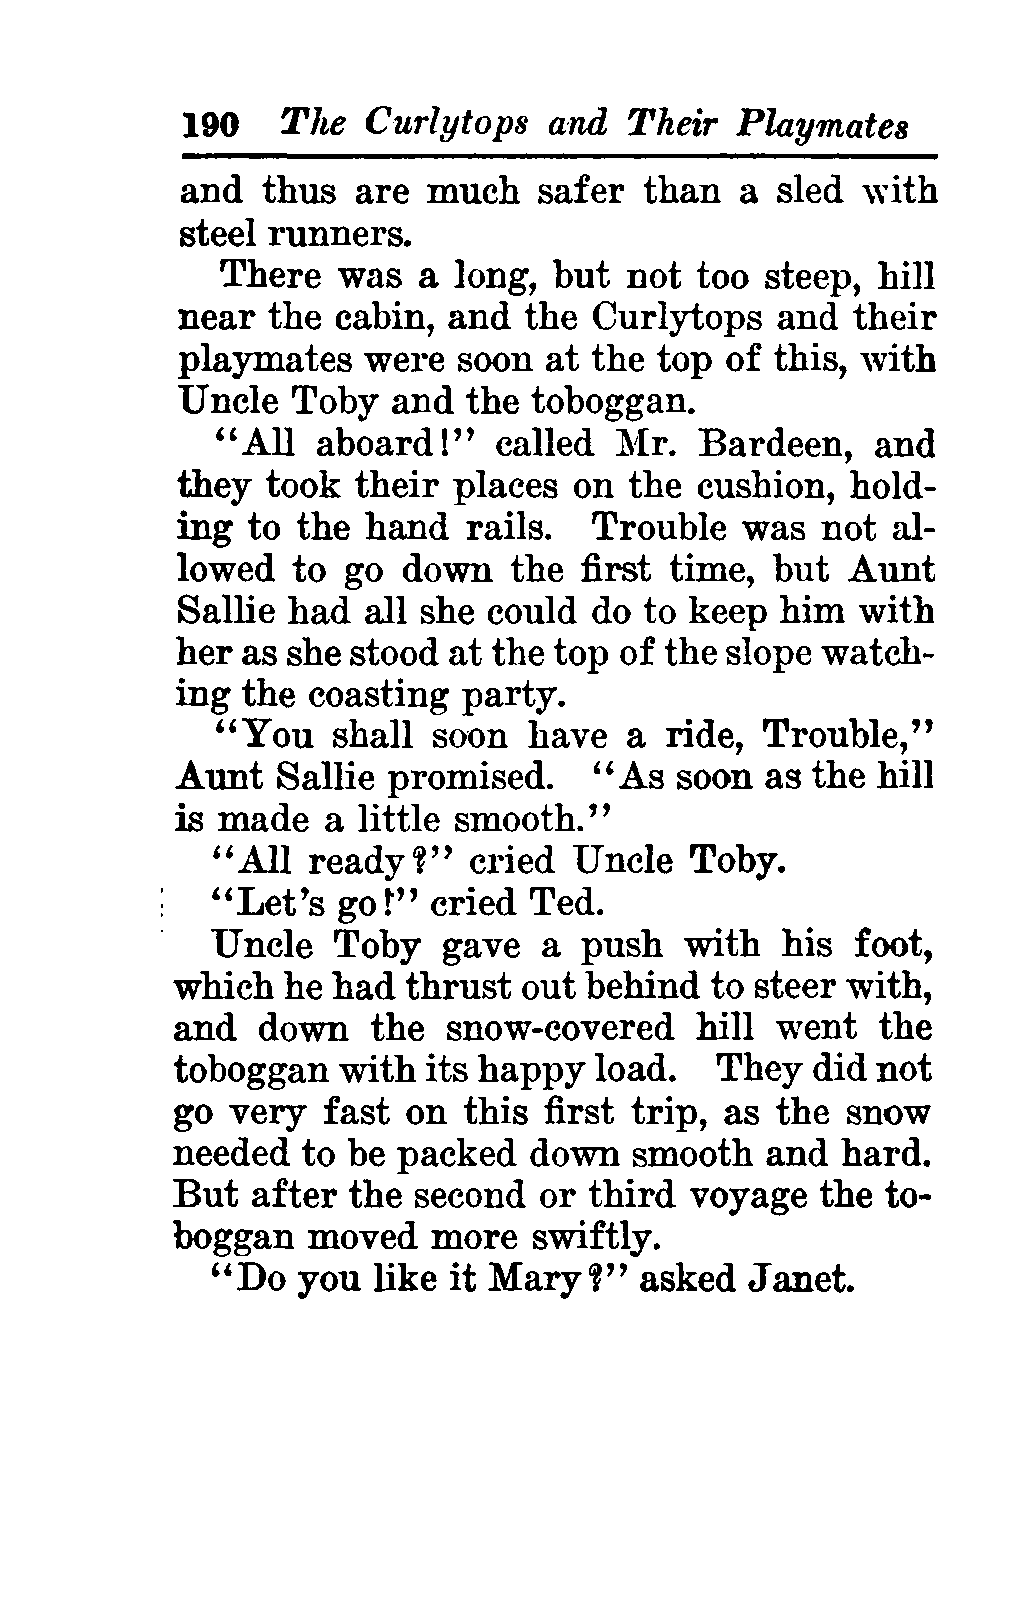 190 The Curlytops and Their Playmates
and thus are much safer than a sled with
steel runners.
There was a long, but not too steep, hill
near the cabin, and the Curlytops and their
playmates were soon at the top of this, with
Uncle Toby and the toboggan.
“All aboard!” called Mr. Bardeen, and
they took their places on the cushion, hold-
ing to the hand rails. Trouble was not al-
lowed to go down the first time, but Aunt
Sallie had all she could do to keep him with
her as she stood at the top of the slope watch-
ing the coasting party.
“You shall soon have a ride, Trouble,”
Aunt Sallie promised. “As soon as the hill
is made a little smooth.”
“All ready?” cried Uncle Toby.
“Let’s go!” cried Ted.
Uncle Toby gave a push with his foot,
which he had thrust out behind to steer with,
and down the snow-covered hill went the
toboggan with its happy load. They did not
go very fast on this first trip, as the snow
needed to be packed down smooth and hard.
But after the second or third voyage the to-
boggan moved more swiftly.
“Do you like it Mary?” asked Janet.